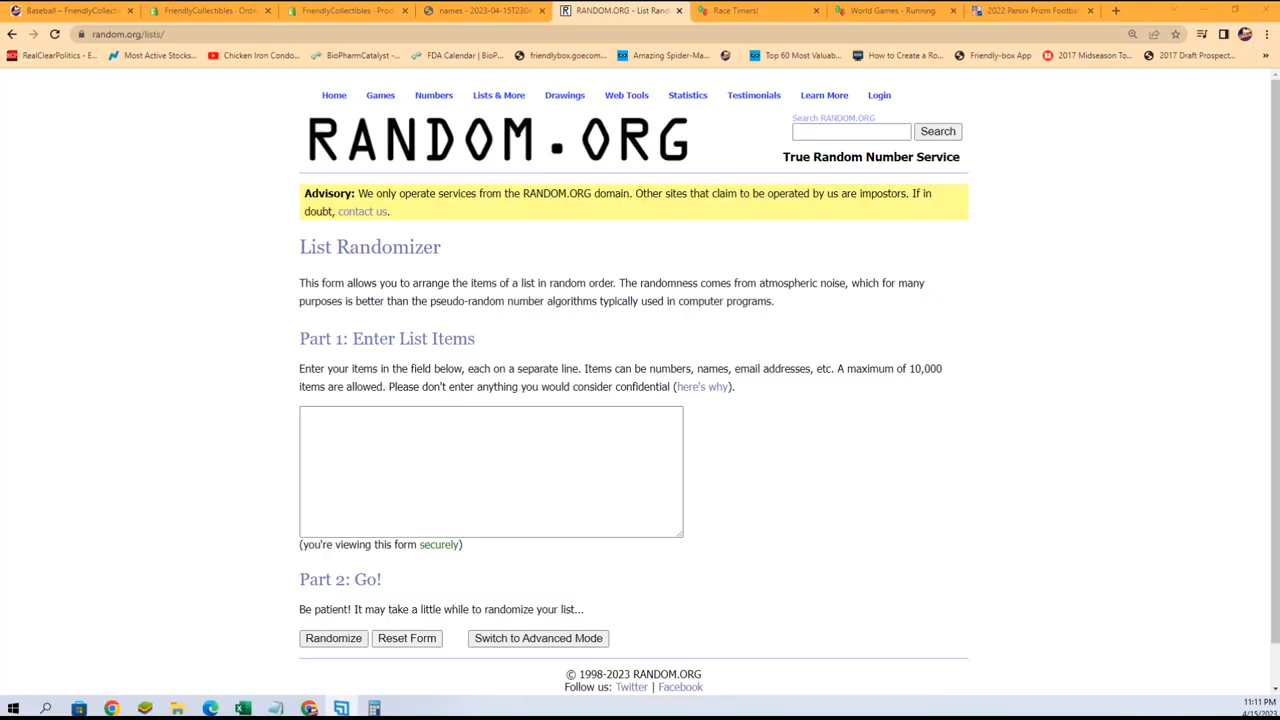 Baseball – FriendlyCollecti
FriendlyCollectibles - Orde
FriendlyCollectibles - Proc
names - 2023-04-15T230
RANDOM.ORG - List Rand
Race Timers!
World Games - Running
2022 Panini Prizm Footba
random.org/lists/
RealClearPolitics - E...
Most Active Stocks...
Chicken Iron Condo...
BioPharmCatalyst -...
FDA Calendar | BioP...
friendlybox.goecom...
Amazing Spider-Ma...
Top 60 Most Valuab...
How to Create a Ro...
Friendly-box App
2017 Midseason To...
2017 Draft Prospect...
Home Games Numbers Lists & More Drawings Web Tools Statistics Testimonials Learn More Login
RANDOM.ORG
Search RANDOM.ORG
Search
True Random Number Service
Advisory: We only operate services from the RANDOM.ORG domain. Other sites that claim to be operated by us are impostors. If in
doubt, contact us.
List Randomizer
This form allows you to arrange the items of a list in random order. The randomness comes from atmospheric noise, which for many
purposes is better than the pseudo-random number algorithms typically used in computer programs.
Part 1: Enter List Items
Enter your items in the field below, each on a separate line. Items can be numbers, names, email addresses, etc. A maximum of 10,000
items are allowed. Please don't enter anything you would consider confidential (here's why).
(you're viewing this form securely)
Part 2: Go!
Be patient! It may take a little while to randomize your list...
Randomize Reset Form Switch to Advanced Mode
© 1998-2023 RANDOM.ORG
Follow us: Twitter | Facebook
11:11 PM
4/15/2023